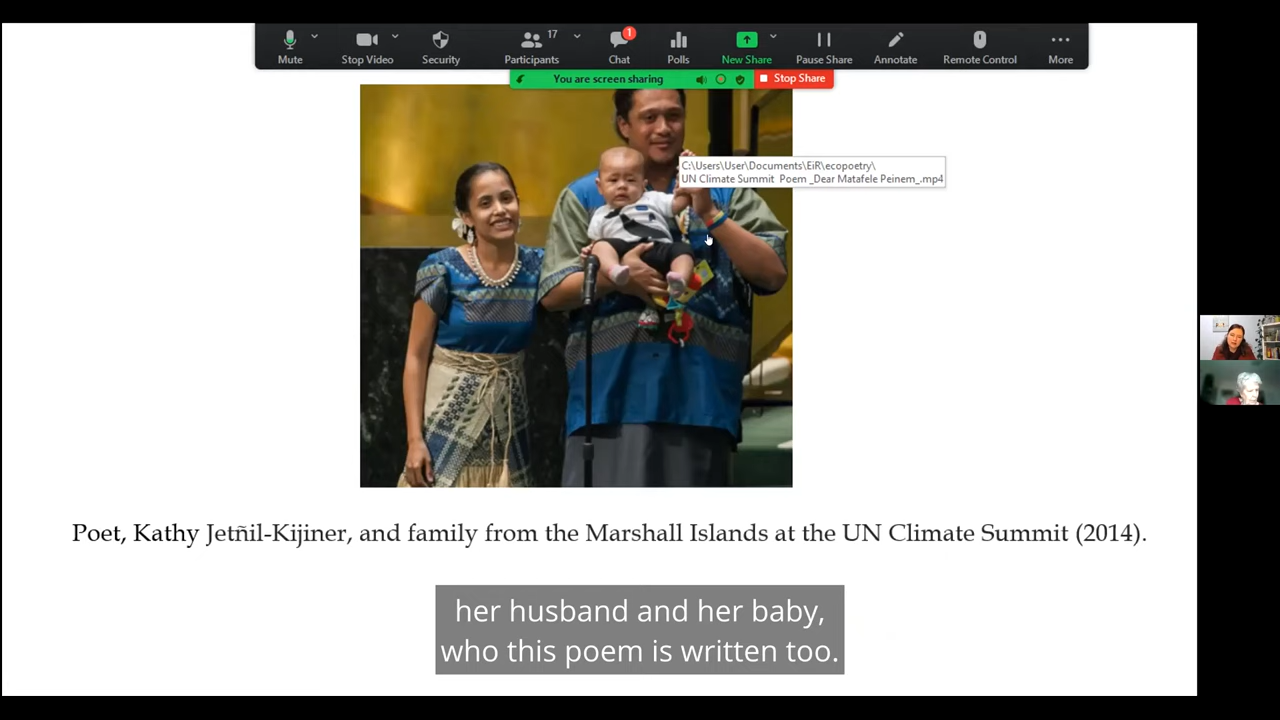 17
1
Mute
Stop Video
Security
Participants
Chat
Polls
New Share
Pause Share
Annotate
Remote Control
More
You are screen sharing
Stop Share
C:\Users\User\Documents\EiR\ecopoetry\
UN Climate Summit  Poem _Dear Matafele Peinem_.mp4
Poet, Kathy Jetñil-Kijiner, and family from the Marshall Islands at the UN Climate Summit (2014).
her husband and her baby,
who this poem is written too.